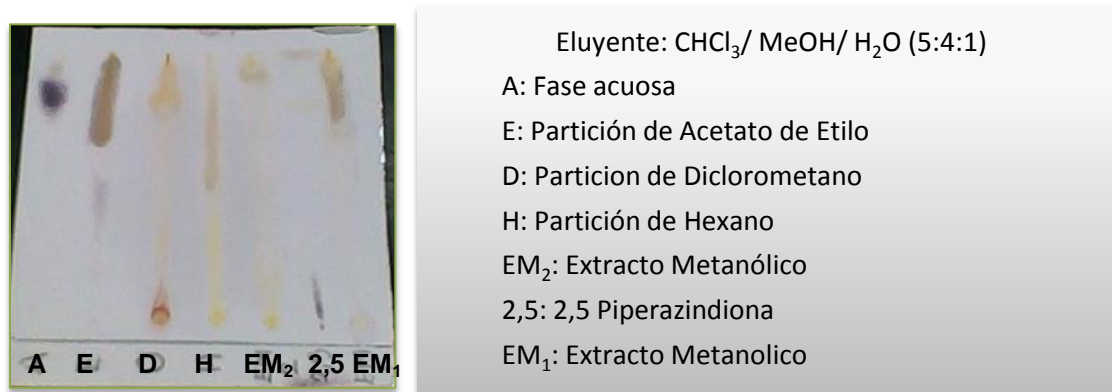 A E D H EM₂ 2,5 EM₁
Eluyente: CHCl₃/ MeOH/ H₂O (5:4:1)
A: Fase acuosa
E: Partición de Acetato de Etilo
D: Particion de Diclorometano
H: Partición de Hexano
EM₂: Extracto Metanólico
2,5: 2,5 Piperazindiona
EM₁: Extracto Metanolico